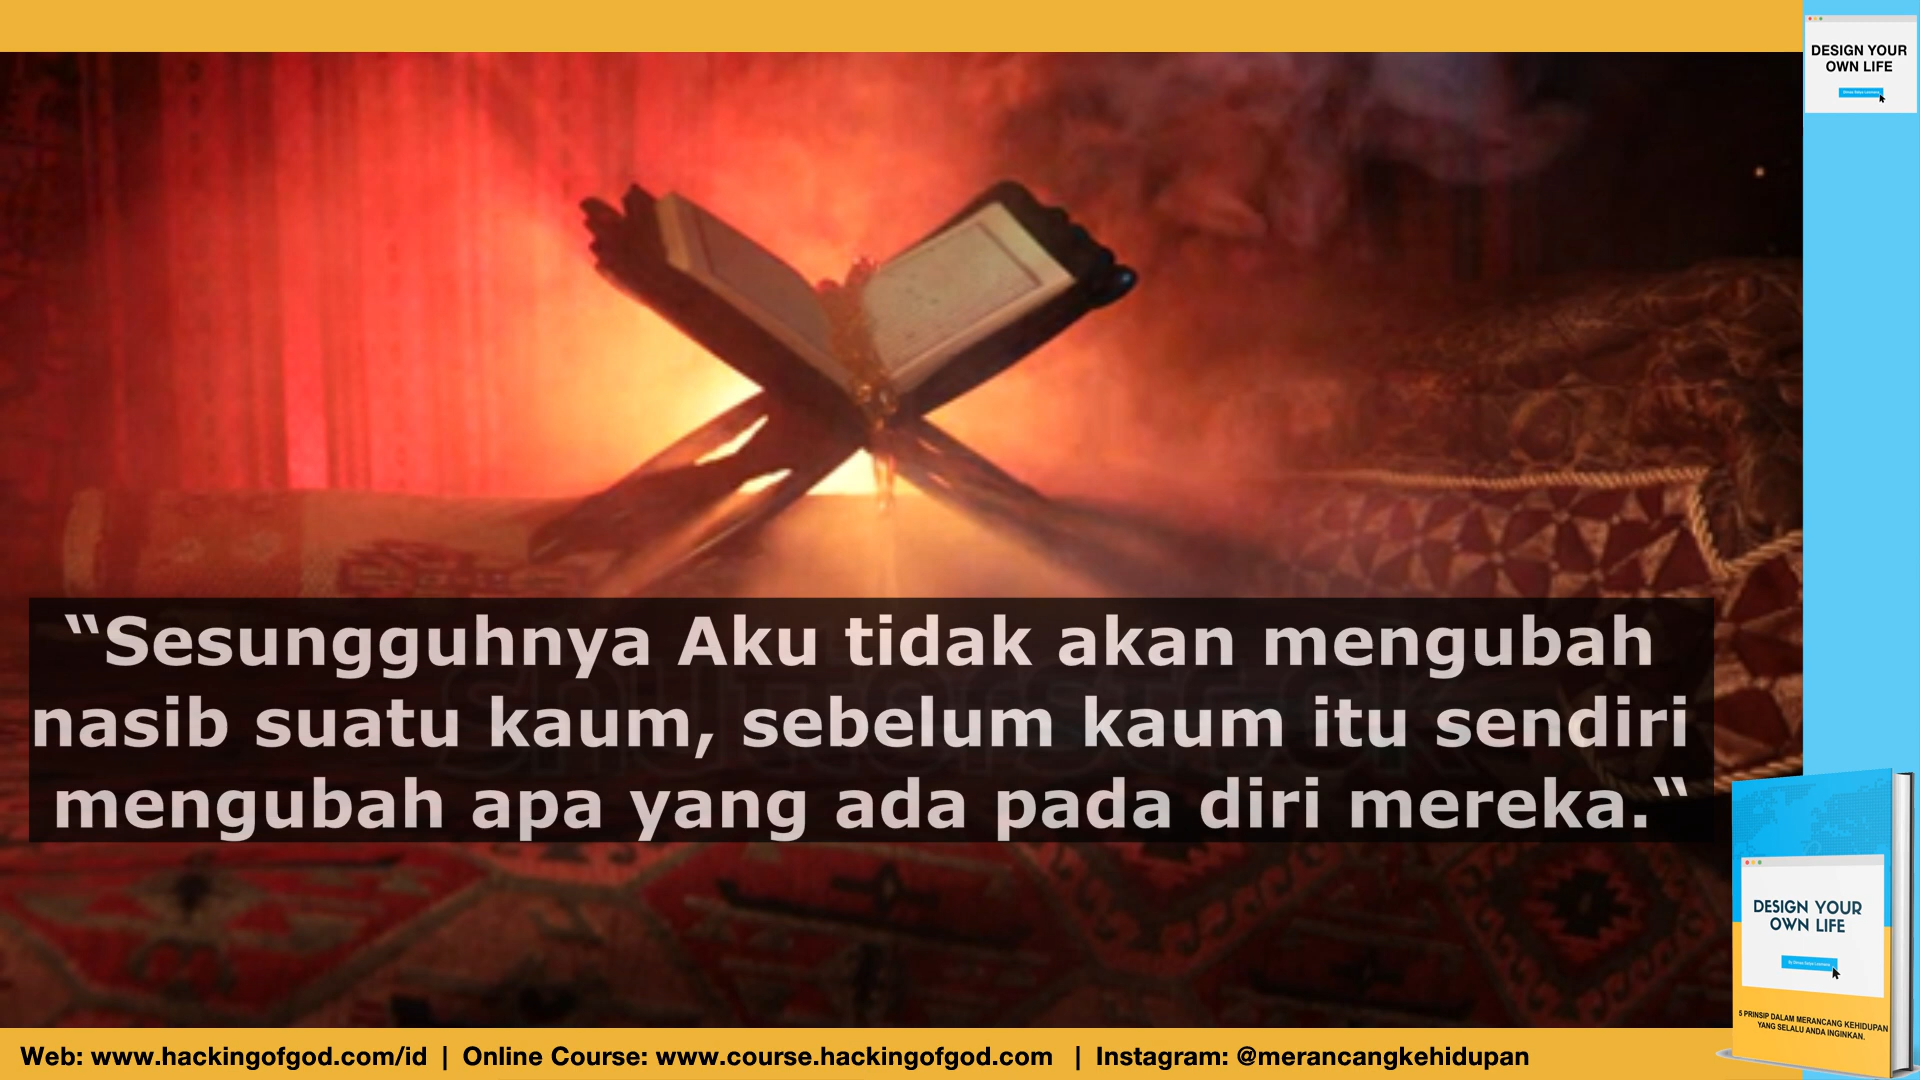 DESIGN YOUR
OWN LIFE
“Sesungguhnya Aku tidak akan mengubah
nasib suatu kaum, sebelum kaum itu sendiri
mengubah apa yang ada pada diri mereka.“
shutterstock
DESIGN YOUR
OWN LIFE
5 PRINSIP DALAM MERANCANG KEHIDUPAN
YANG SELALU ANDA INGINKAN.
Web: www.hackingofgod.com/id | Online Course: www.course.hackingofgod.com | Instagram: @merancangkehidupan